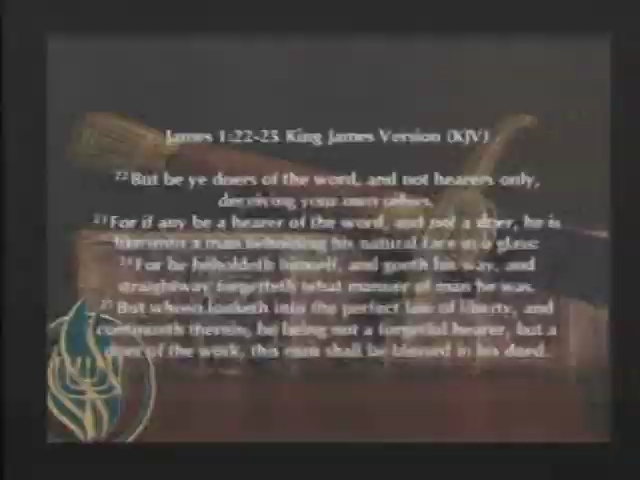 James 1:22-25 King James Version (KJV)
22 But be ye doers of the word, and not hearers only,
deceiving your own selves.
23 For if any be a hearer of the word, and not a doer, he is
like unto a man beholding his natural face in a glass:
24 For he beholdeth himself, and goeth his way, and
straightway forgetteth what manner of man he was.
25 But whoso looketh into the perfect law of liberty, and
continueth therein, he being not a forgetful hearer, but a
doer of the work, this man shall be blessed in his deed.